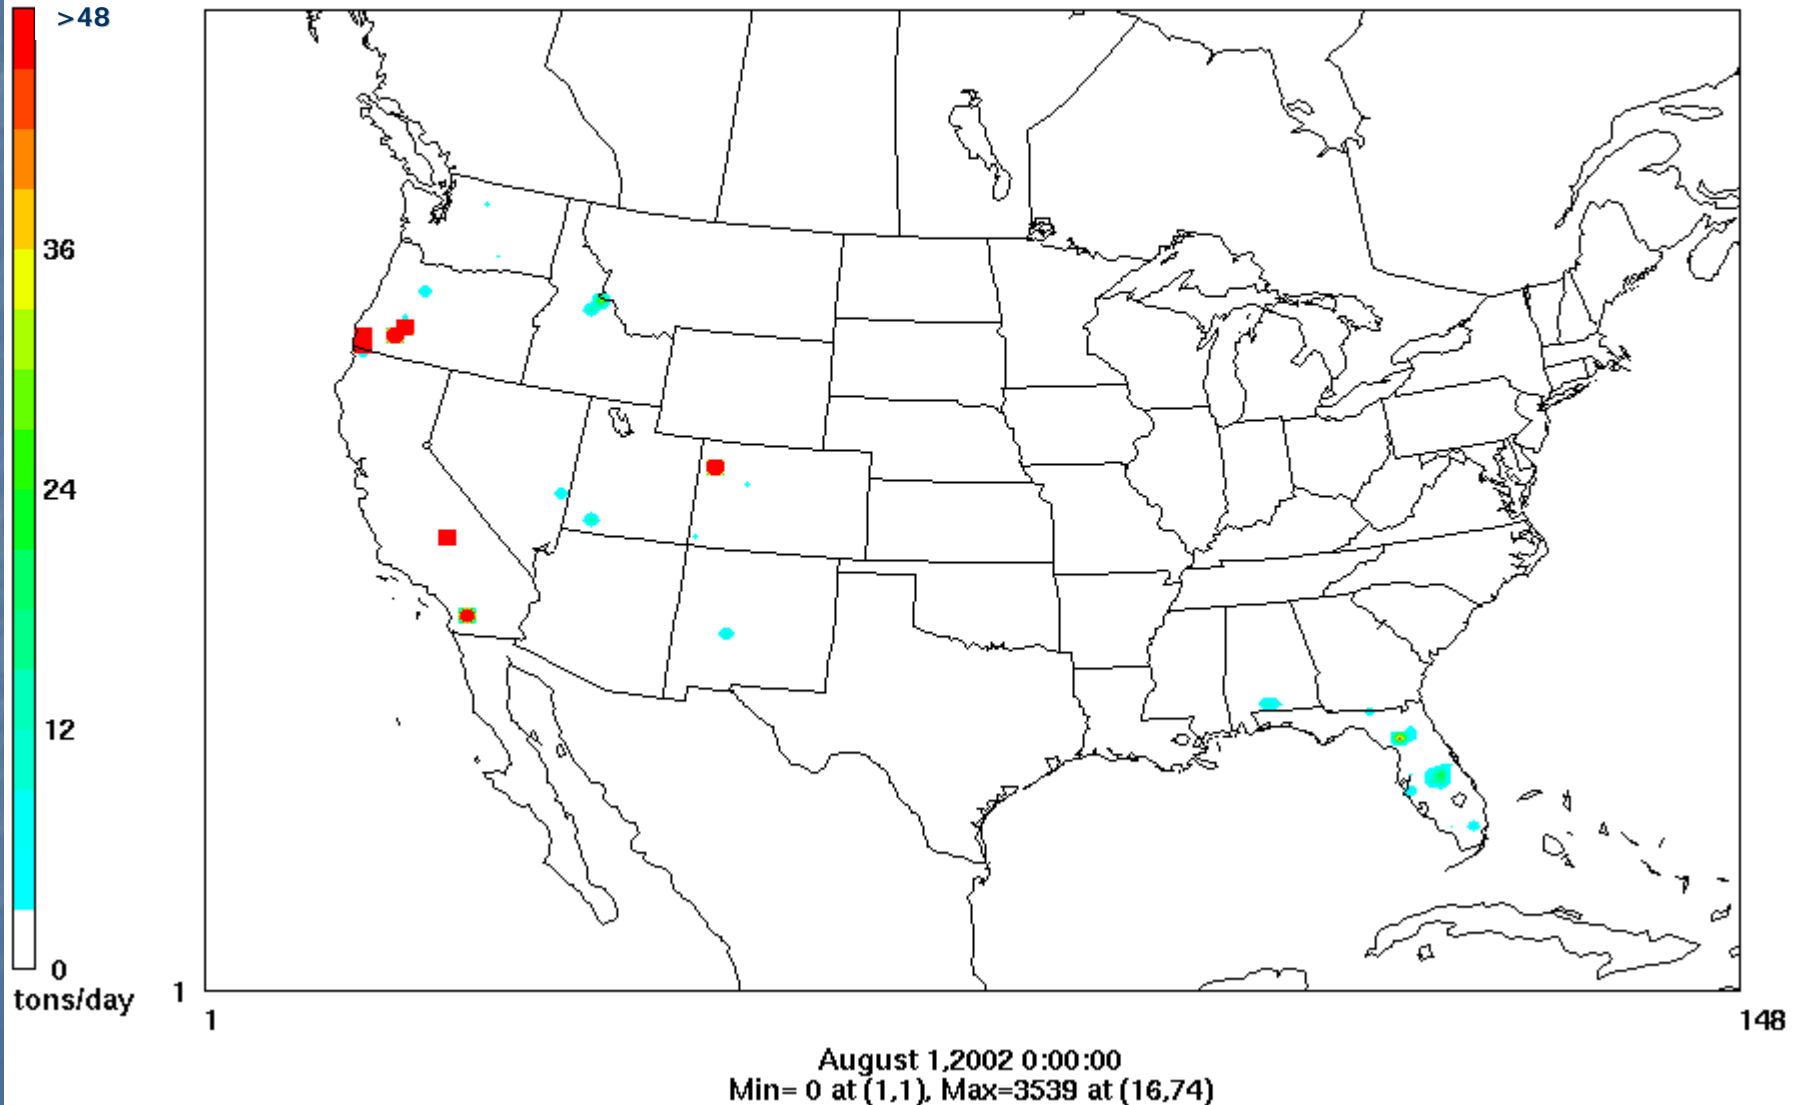 >48
36
24
12
0
tons/day
1
1
148
August 1,2002 0:00:00
Min= 0 at (1,1), Max=3539 at (16,74)